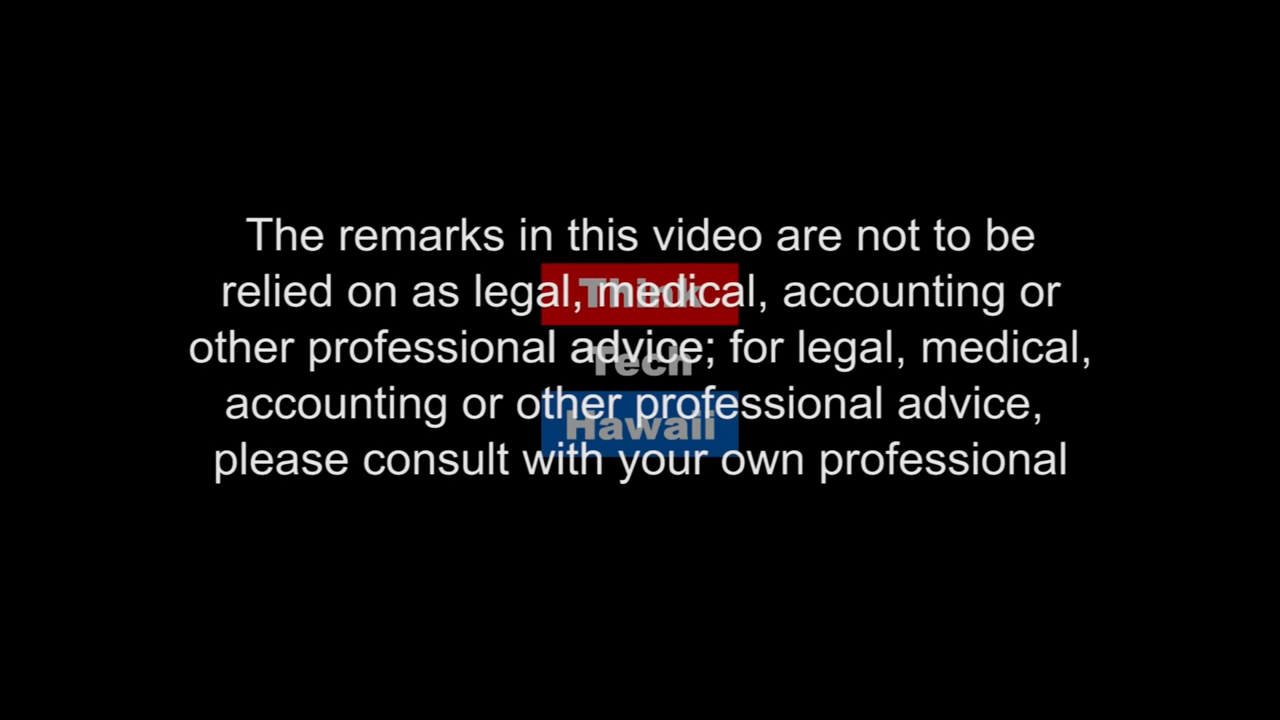 The remarks in this video are not to be
relied on as legal, medical, accounting or
other professional advice; for legal, medical,
accounting or other professional advice,
please consult with your own professional
Think
Tech
Hawaii